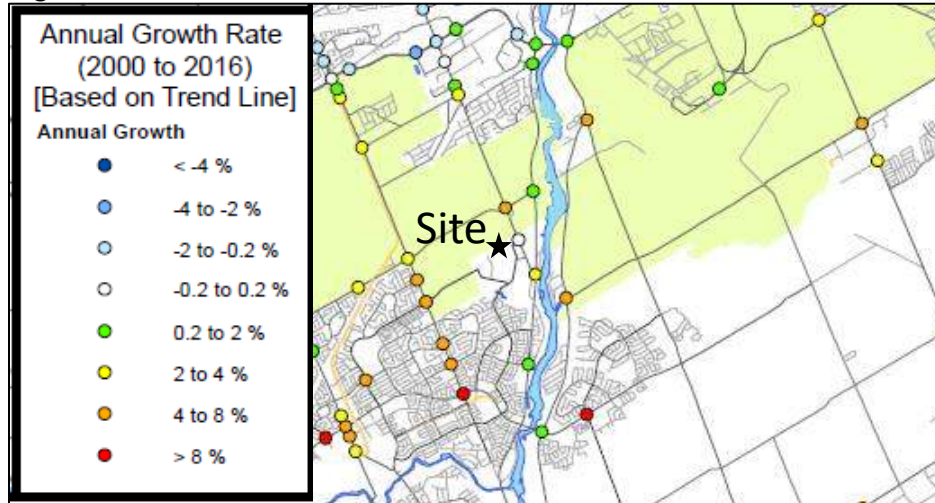 Annual Growth Rate
(2000 to 2016)
[Based on Trend Line]
Annual Growth
< -4 %
-4 to -2 %
-2 to -0.2 %
-0.2 to 0.2 %
0.2 to 2 %
2 to 4 %
4 to 8 %
> 8 %
Site